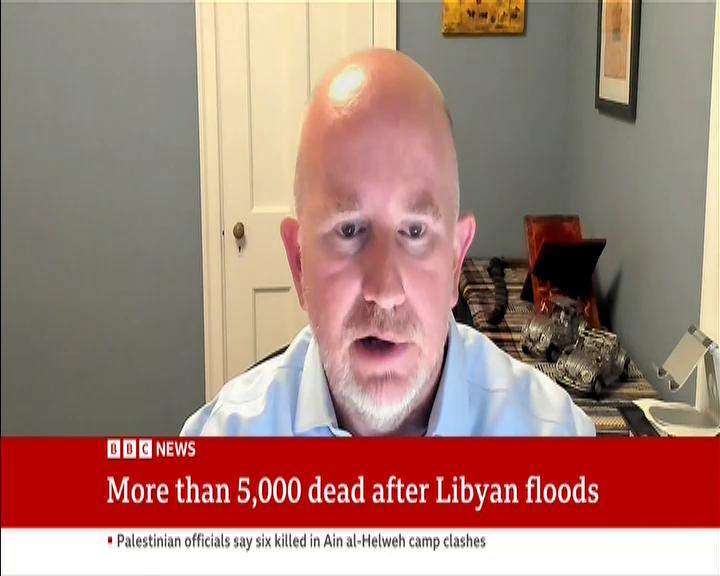 BBC NEWS
More than 5,000 dead after Libyan floods
Palestinian officials say six killed in Ain al-Helweh camp clashes